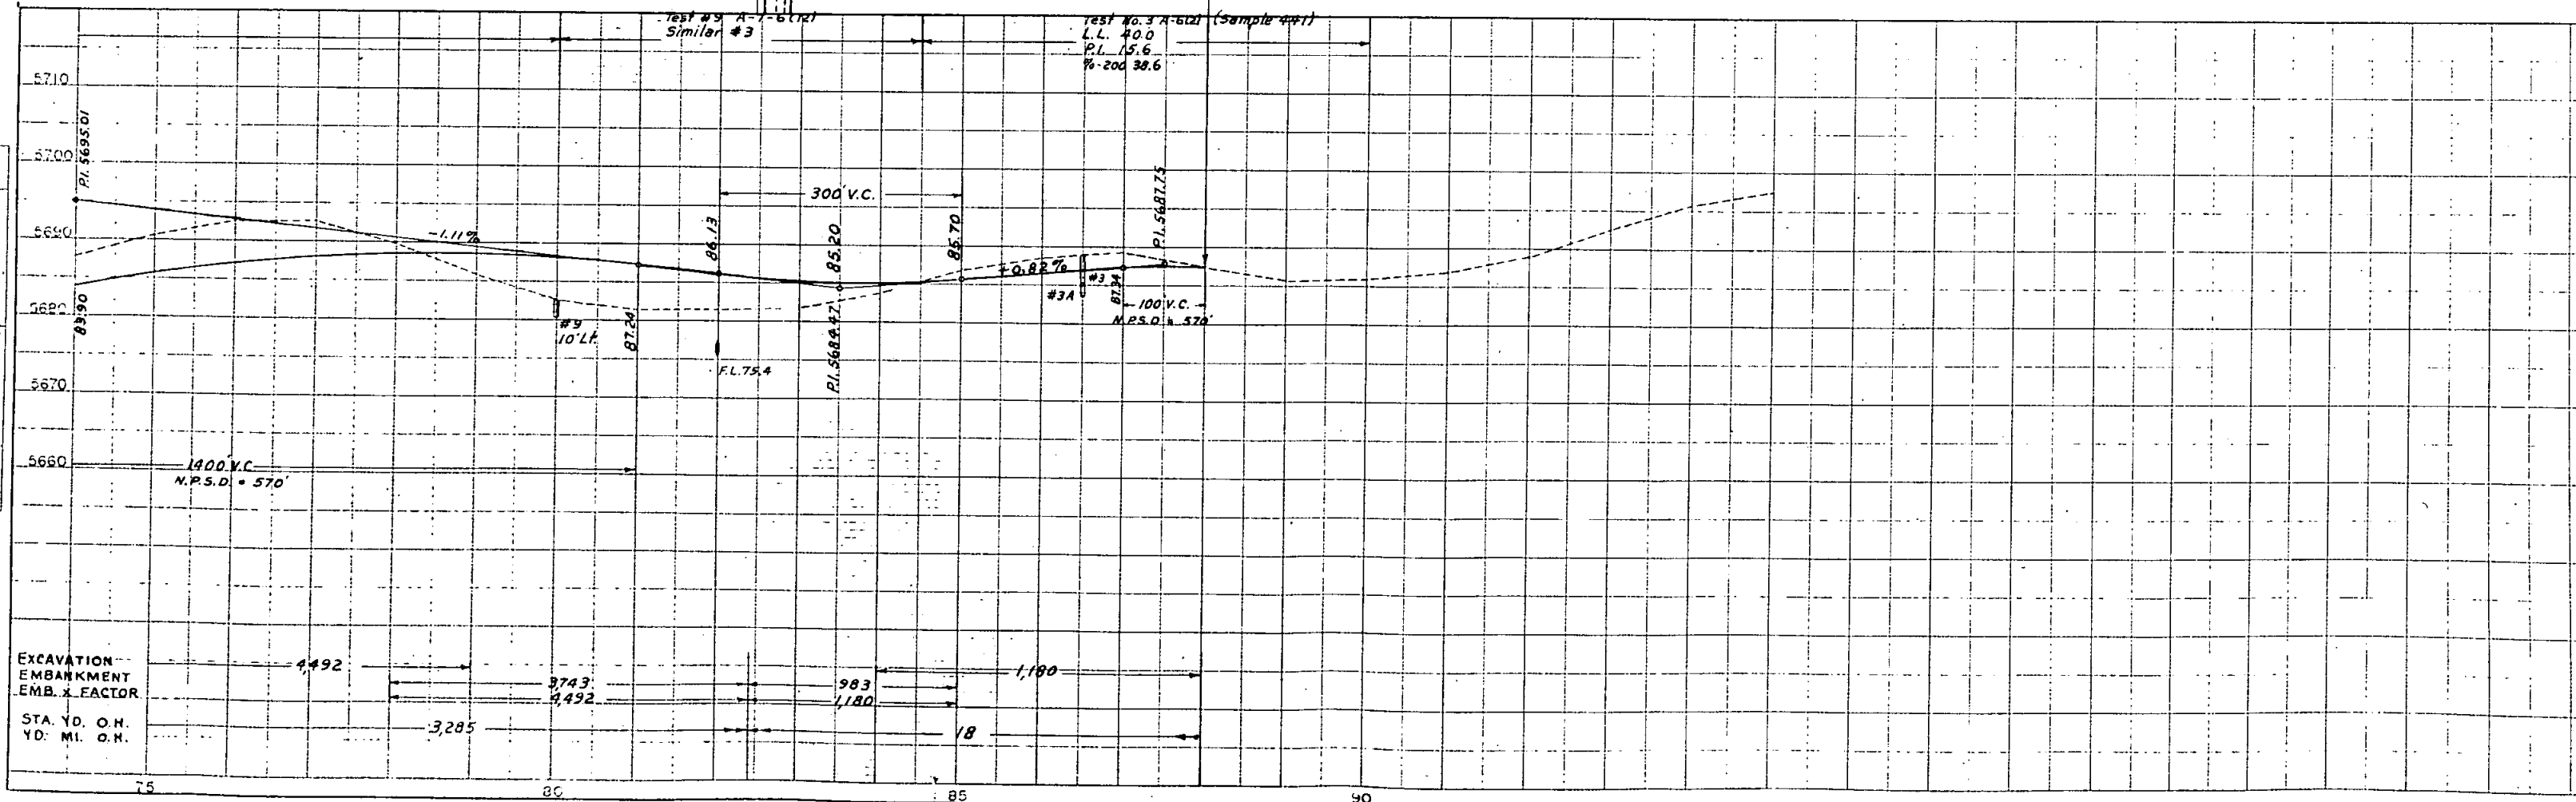 Test #9 A-7-6(12)
Similar #3
Test No.3 A-6(2) (Sample 441)
L.L. 40.0
P.I. 15.6
%-200 38.6
5710
5700
5690
5680
5670
5660
P.I. 5695.01
83.90
-1.11%
#9
10' Lt.
87.24
86.13
F.L.75.4
300' V.C.
85.20
P.I. 5684.47
85.70
+0.82%
#3A
#3
87.34
P.I. 5687.75
100' V.C.
N.P.S.D. = 570'
1400' V.C.
N.P.S.D. = 570'
EXCAVATION 4,492 1,180
EMBANKMENT 3,743 983
EMB. x FACTOR 4,492 1,180
STA. YD. O.H. 3,285 18
YD. MI. O.H.
75 80 85 90